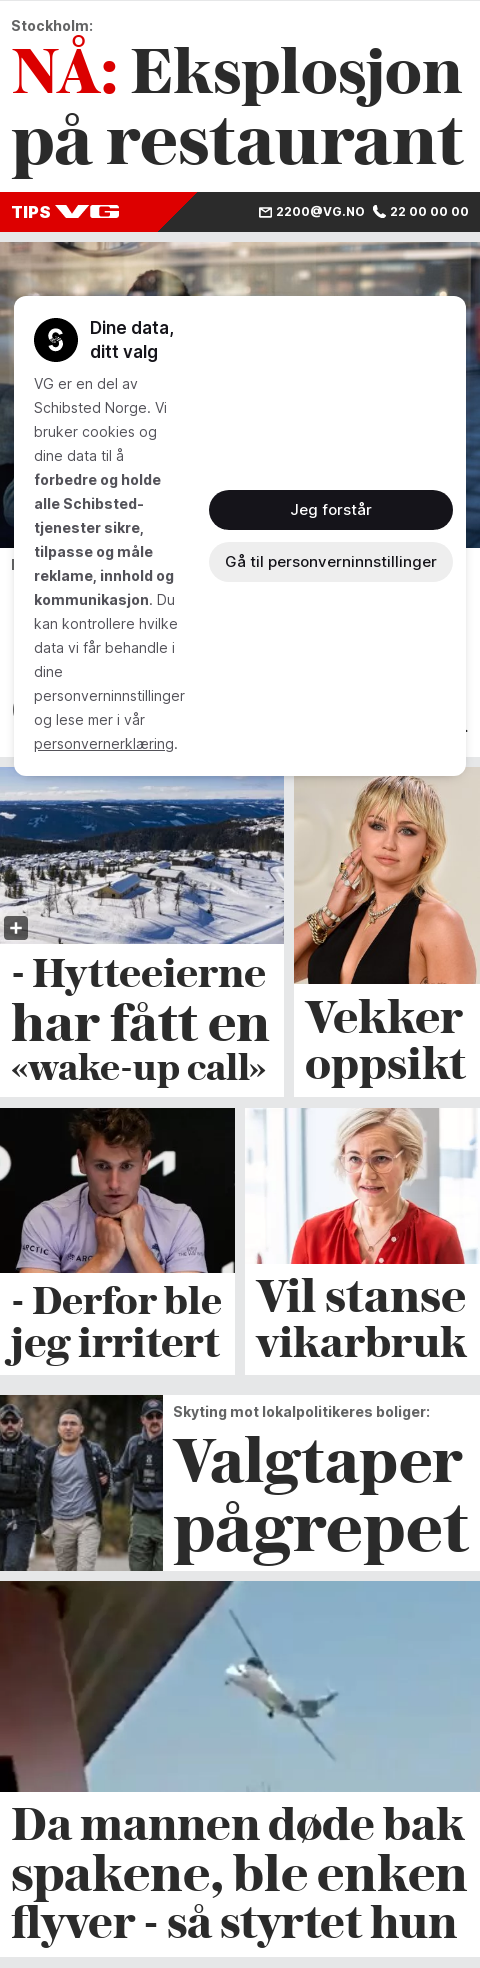 Stockholm:
NÅ: Eksplosjon
på restaurant
TIPS VG
2200@VG.NO 22 00 00 00
Dine data,
ditt valg
VG er en del av
Schibsted Norge. Vi
bruker cookies og
dine data til å
forbedre og holde
alle Schibsted-
tjenester sikre,
tilpasse og måle
reklame, innhold og
kommunikasjon. Du
kan kontrollere hvilke
data vi får behandle i
dine
personverninnstillinger
og lese mer i vår
personvernerklæring.
Jeg forstår
Gå til personverninnstillinger
- Hytteeierne
har fått en
«wake-up call»
Vekker
oppsikt
ARCTIC
- Derfor ble
jeg irritert
Vil stanse
vikarbruk
Skyting mot lokalpolitikeres boliger:
Valgtaper
pågrepet
Da mannen døde bak
spakene, ble enken
flyver - så styrtet hun